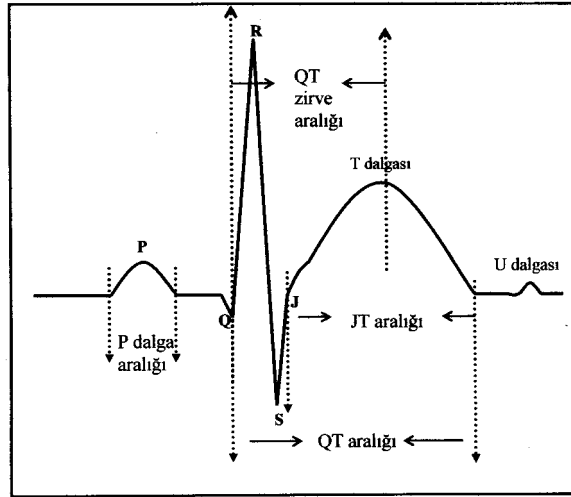 R
QT
zirve
aralığı
T dalgası
P
U dalgası
Q
J
P dalga
aralığı
JT aralığı
S
QT aralığı